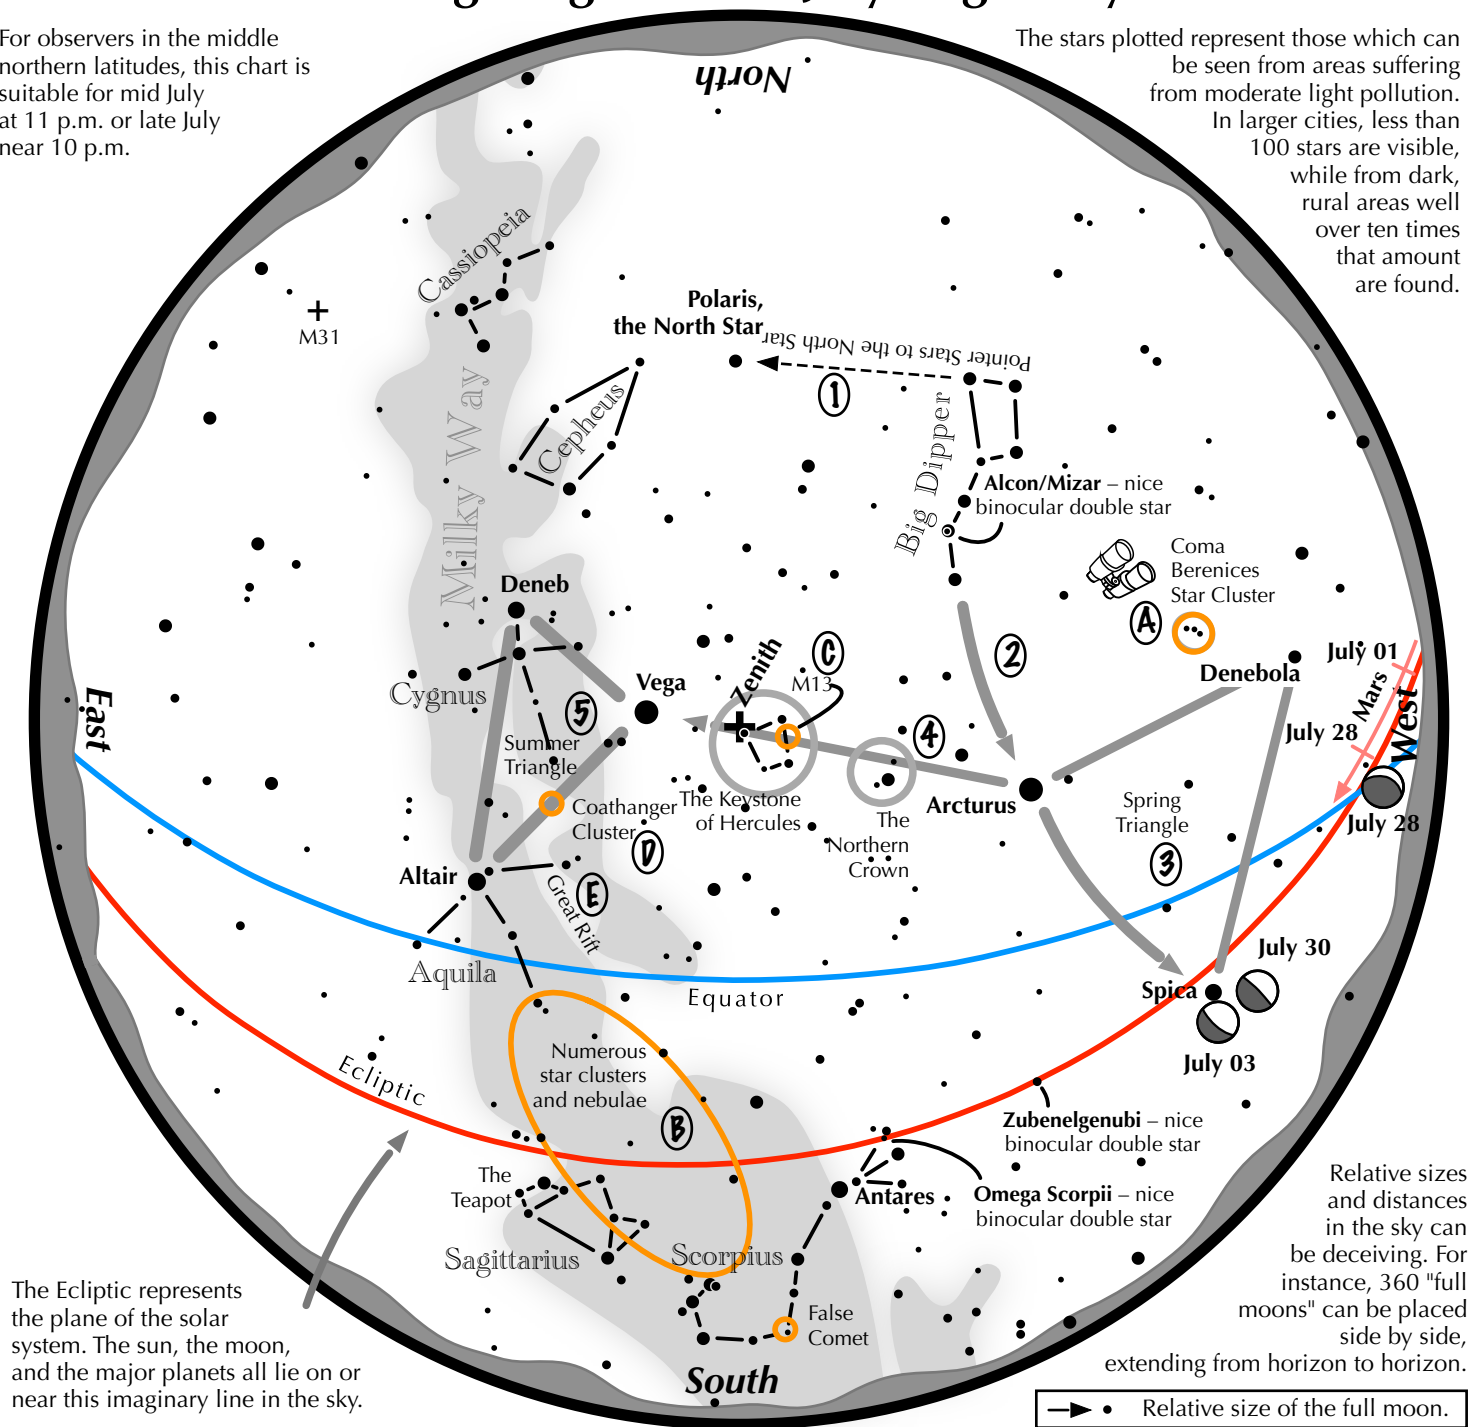 For observers in the middle
northern latitudes, this chart is
suitable for mid July
at 11 p.m. or late July
near 10 p.m.
The stars plotted represent those which can
be seen from areas suffering
from moderate light pollution.
In larger cities, less than
100 stars are visible,
while from dark,
rural areas well
over ten times
that amount
are found.
North
Cassiopeia
M31
Polaris,
the North Star
Pointer Stars to the North Star
1
Milky Way
Cepheus
Big Dipper
Alcon/Mizar – nice
binocular double star
Coma
Berenices
Star Cluster
A
Deneb
2
Denebola
July 01
Mars
West
July 28
July 28
East
Cygnus
5
Vega
Zenith
C
M13
4
Summer
Triangle
Coathanger
Cluster
D
The Keystone
of Hercules
The
Northern
Crown
Arcturus
Spring
Triangle
3
Altair
E
Great Rift
Aquila
Equator
July 30
Spica
July 03
Ecliptic
Numerous
star clusters
and nebulae
B
Zubenelgenubi – nice
binocular double star
The
Teapot
Antares
Omega Scorpii – nice
binocular double star
Sagittarius
Scorpius
False
Comet
South
The Ecliptic represents
the plane of the solar
system. The sun, the moon,
and the major planets all lie on or
near this imaginary line in the sky.
Relative sizes
and distances
in the sky can
be deceiving. For
instance, 360 "full
moons" can be placed
side by side,
extending from horizon to horizon.
Relative size of the full moon.